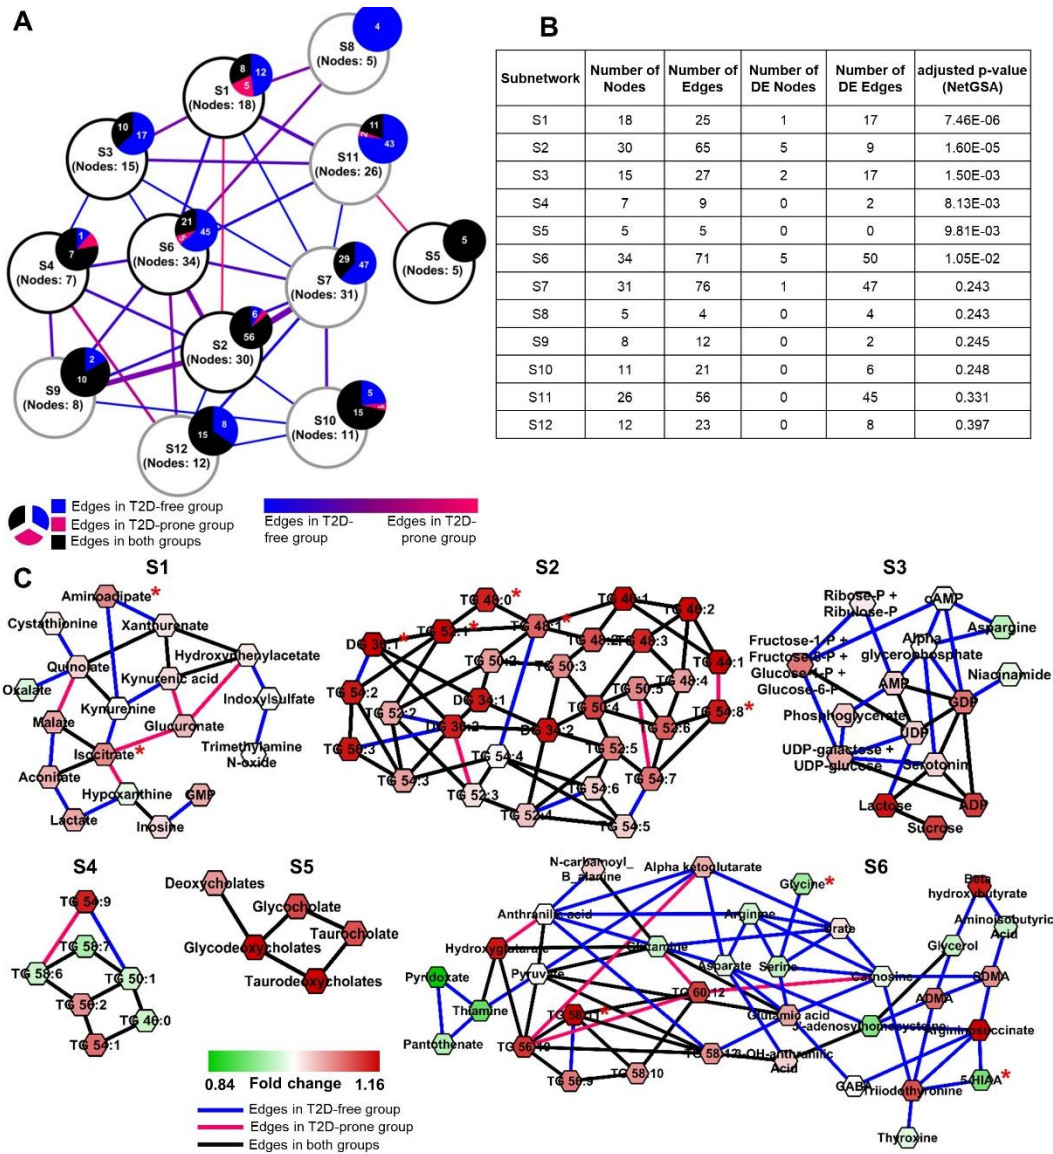 A
B
4
S8
(Nodes: 5)
8
12
5
S1
(Nodes: 18)
10
17
S3
(Nodes: 15)
11
2
43
S11
(Nodes: 26)
21
45
S6
(Nodes: 34)
1
7
S4
(Nodes: 7)
29
47
S7
(Nodes: 31)
5
S5
(Nodes: 5)
6
56
S2
(Nodes: 30)
2
10
S9
(Nodes: 8)
5
15
1
S10
(Nodes: 11)
8
15
S12
(Nodes: 12)
Edges in T2D-free group
Edges in T2D-prone group
Edges in both groups
Edges in T2D-
free group
Edges in T2D-
prone group
Subnetwork Number of Nodes Number of Edges Number of DE Nodes Number of DE Edges adjusted p-value (NetGSA)
S1 18 25 1 17 7.46E-06
S2 30 65 5 9 1.60E-05
S3 15 27 2 17 1.50E-03
S4 7 9 0 2 8.13E-03
S5 5 5 0 0 9.81E-03
S6 34 71 5 50 1.05E-02
S7 31 76 1 47 0.243
S8 5 4 0 4 0.243
S9 8 12 0 2 0.245
S10 11 21 0 6 0.248
S11 26 56 0 45 0.331
S12 12 23 0 8 0.397
C
S1
Aminoadipate *
Cystathionine
Xanthurenate
Hydroxyphenylacetate
Quinolate
Kynurenic acid
Oxalate
Kynurenine
Indoxylsulfate
Malate
Glucuronate
Isocitrate *
Trimethylamine
N-oxide
Aconitate
Hypoxanthine
GMP
Lactate
Inosine
S2
TG 48:0 *
TG 46:1
TG 46:2
DG 36:1 *
TG 52:1 *
TG 48:1 *
TG 48:2
TG 48:3
TG 44:1
TG 50:2
TG 50:3
TG 48:4
TG 54:2
DG 34:1
TG 50:5
TG 52:2
TG 50:4
TG 54:8 *
DG 36:2
DG 34:2
TG 52:6
TG 56:3
TG 54:4
TG 52:5
TG 54:3
TG 52:3
TG 54:6
TG 54:7
TG 52:4
TG 54:5
S3
Ribose-P +
Ribulose-P
cAMP
Aspargine
Fructose-1-P +
Fructose-6-P +
Glucose-1-P +
Glucose-6-P
Alpha
glycerophosphate
Niacinamide
AMP
GDP
Phosphoglycerate
UDP
UDP-galactose +
UDP-glucose
Serotonin
Lactose
ADP
Sucrose
S4
TG 54:9
TG 58:7
TG 58:6
TG 50:1
TG 56:2
TG 46:0
TG 54:1
S5
Deoxycholates
Glycocholate
Taurocholate
Glycodeoxycholates
Taurodeoxycholates
S6
N-carbamoyl_
B_alanine
Alpha ketoglutarate
Glycine *
Beta
hydroxybutyrate
Anthranilic acid
Arginine
Urate
Aminoisobutyric
Acid
Hydroxyglutarate
Glutamine
Glycerol
Pyridoxate
Pyruvate
Asparate
Serine
Carnosine
SDMA
Thiamine
TG 60:12
ADMA
TG 58:11 *
Glutamic acid
Argininosuccinate
Pantothenate
TG 56:10
TG 58:12
3-OH-anthranilic
Acid
5-HIAA *
TG 56:9
TG 58:10
GABA
Triiodothyronine
Thyroxine
0.84
Fold change
1.16
Edges in T2D-free group
Edges in T2D-prone group
Edges in both groups